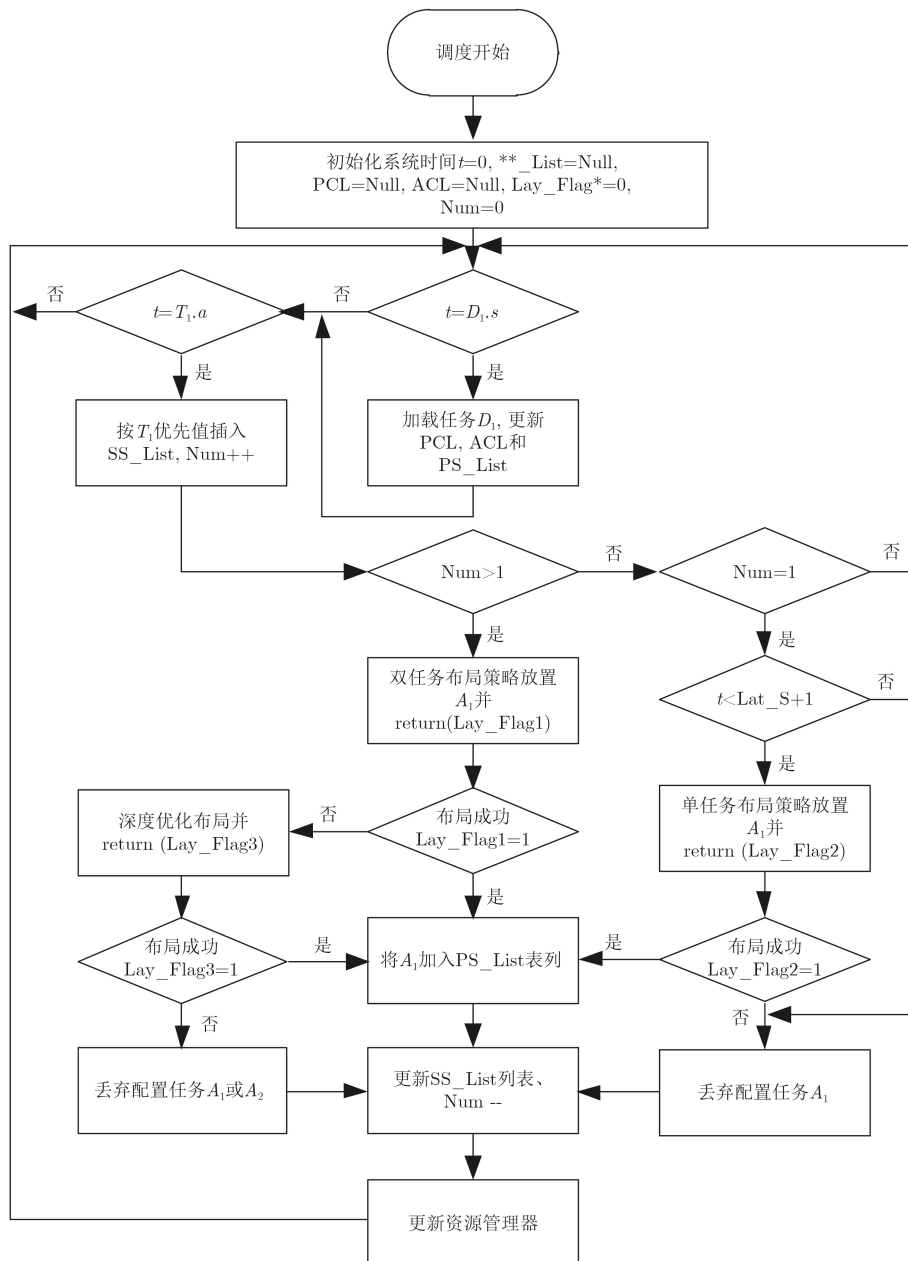 调度开始
初始化系统时间t=0, **_List=Null,
PCL=Null, ACL=Null, Lay_Flag*=0,
Num=0
否
t=T₁.a
否
t=D₁.s
是
是
按T₁优先值插入
SS_List, Num++
加载任务D₁, 更新
PCL, ACL和
PS_List
Num>1
否
Num=1
否
是
是
双任务布局策略放置
A₁并
return(Lay_Flag1)
t<Lat_S+1
否
是
深度优化布局并
return (Lay_Flag3)
否
布局成功
Lay_Flag1=1
单任务布局策略放置
A₁并
return (Lay_Flag2)
是
布局成功
Lay_Flag3=1
是
将A₁加入PS_List表列
是
布局成功
Lay_Flag2=1
否
否
丢弃配置任务A₁或A₂
更新SS_List列表、
Num --
丢弃配置任务A₁
更新资源管理器